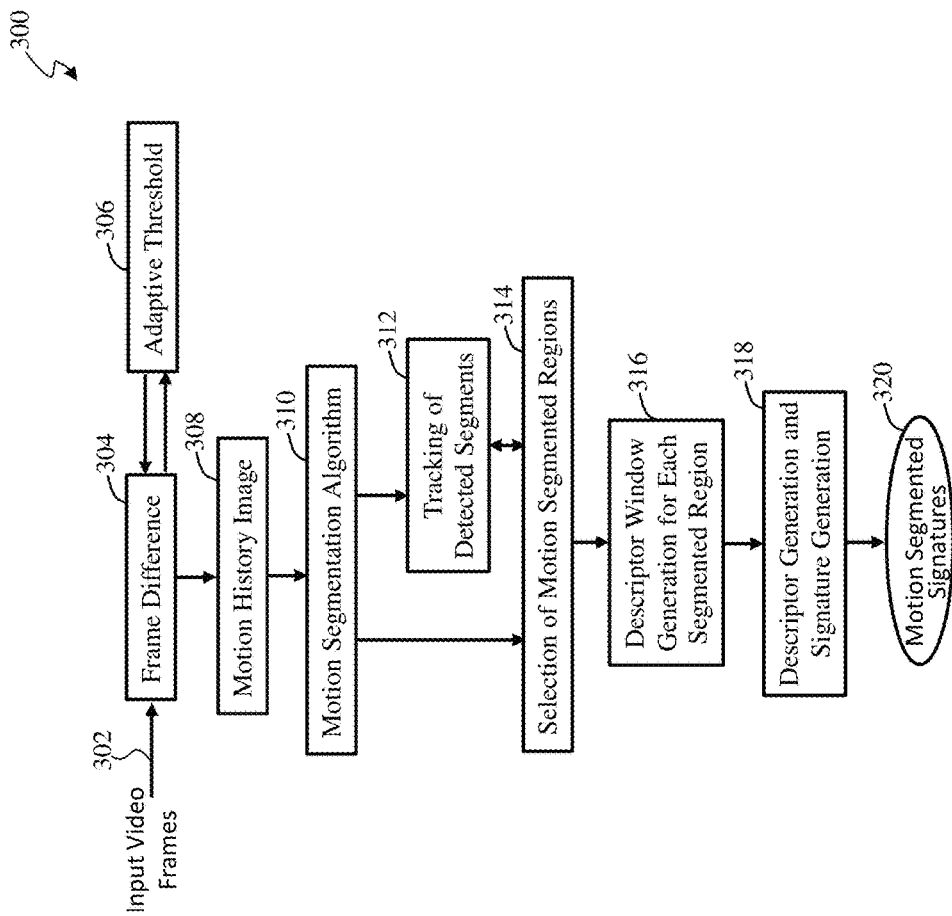 300
Input Video
Frames
302
304
Frame Difference
306
Adaptive Threshold
308
Motion History Image
310
Motion Segmentation Algorithm
312
Tracking of
Detected Segments
314
Selection of Motion Segmented Regions
316
Descriptor Window
Generation for Each
Segmented Region
318
Descriptor Generation and
Signature Generation
320
Motion Segmented
Signatures